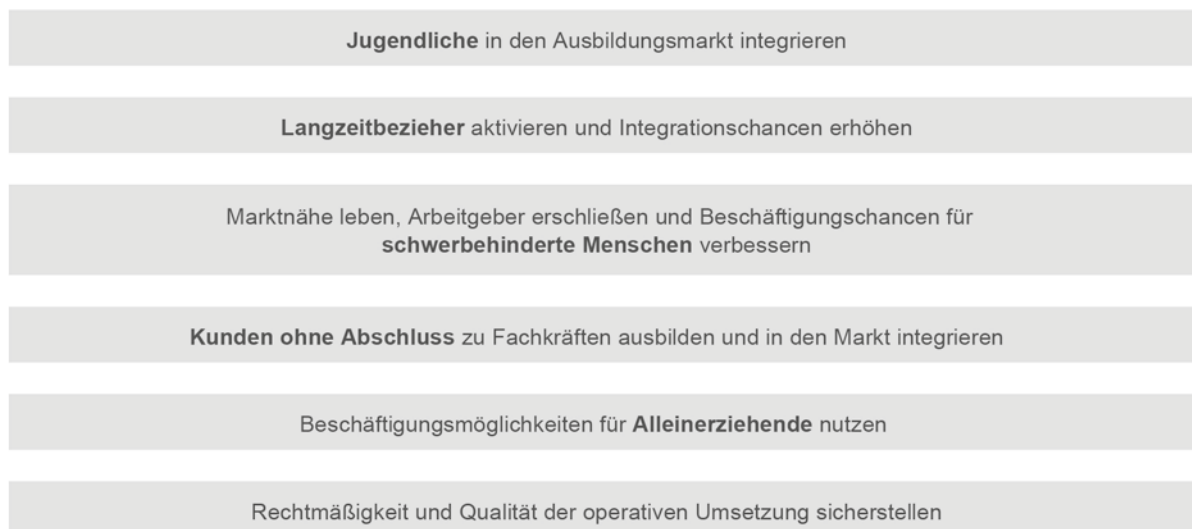 Jugendliche in den Ausbildungsmarkt integrieren
Langzeitbezieher aktivieren und Integrationschancen erhöhen
Marktnähe leben, Arbeitgeber erschließen und Beschäftigungschancen für
schwerbehinderte Menschen verbessern
Kunden ohne Abschluss zu Fachkräften ausbilden und in den Markt integrieren
Beschäftigungsmöglichkeiten für Alleinerziehende nutzen
Rechtmäßigkeit und Qualität der operativen Umsetzung sicherstellen